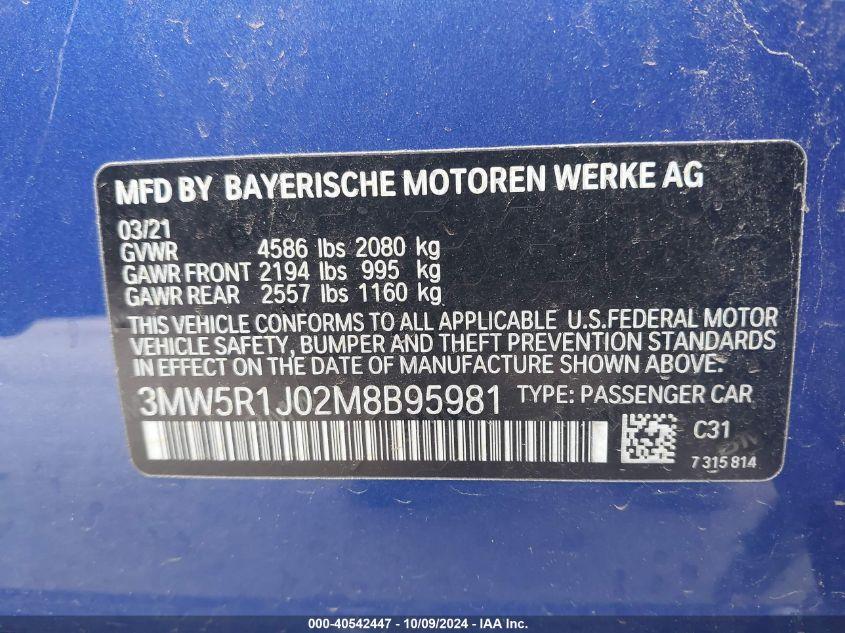 MFD BY BAYERISCHE MOTOREN WERKE AG
03/21
GVWR 4586 lbs 2080 kg
GAWR FRONT 2194 lbs 995 kg
GAWR REAR 2557 lbs 1160 kg
THIS VEHICLE CONFORMS TO ALL APPLICABLE U.S.FEDERAL MOTOR
VEHICLE SAFETY, BUMPER AND THEFT PREVENTION STANDARDS
IN EFFECT ON THE DATE OF MANUFACTURE SHOWN ABOVE.
3MW5R1J02M8B95981 TYPE: PASSENGER CAR
C31
7315814
000-40542447 - 10/09/2024 - IAA Inc.